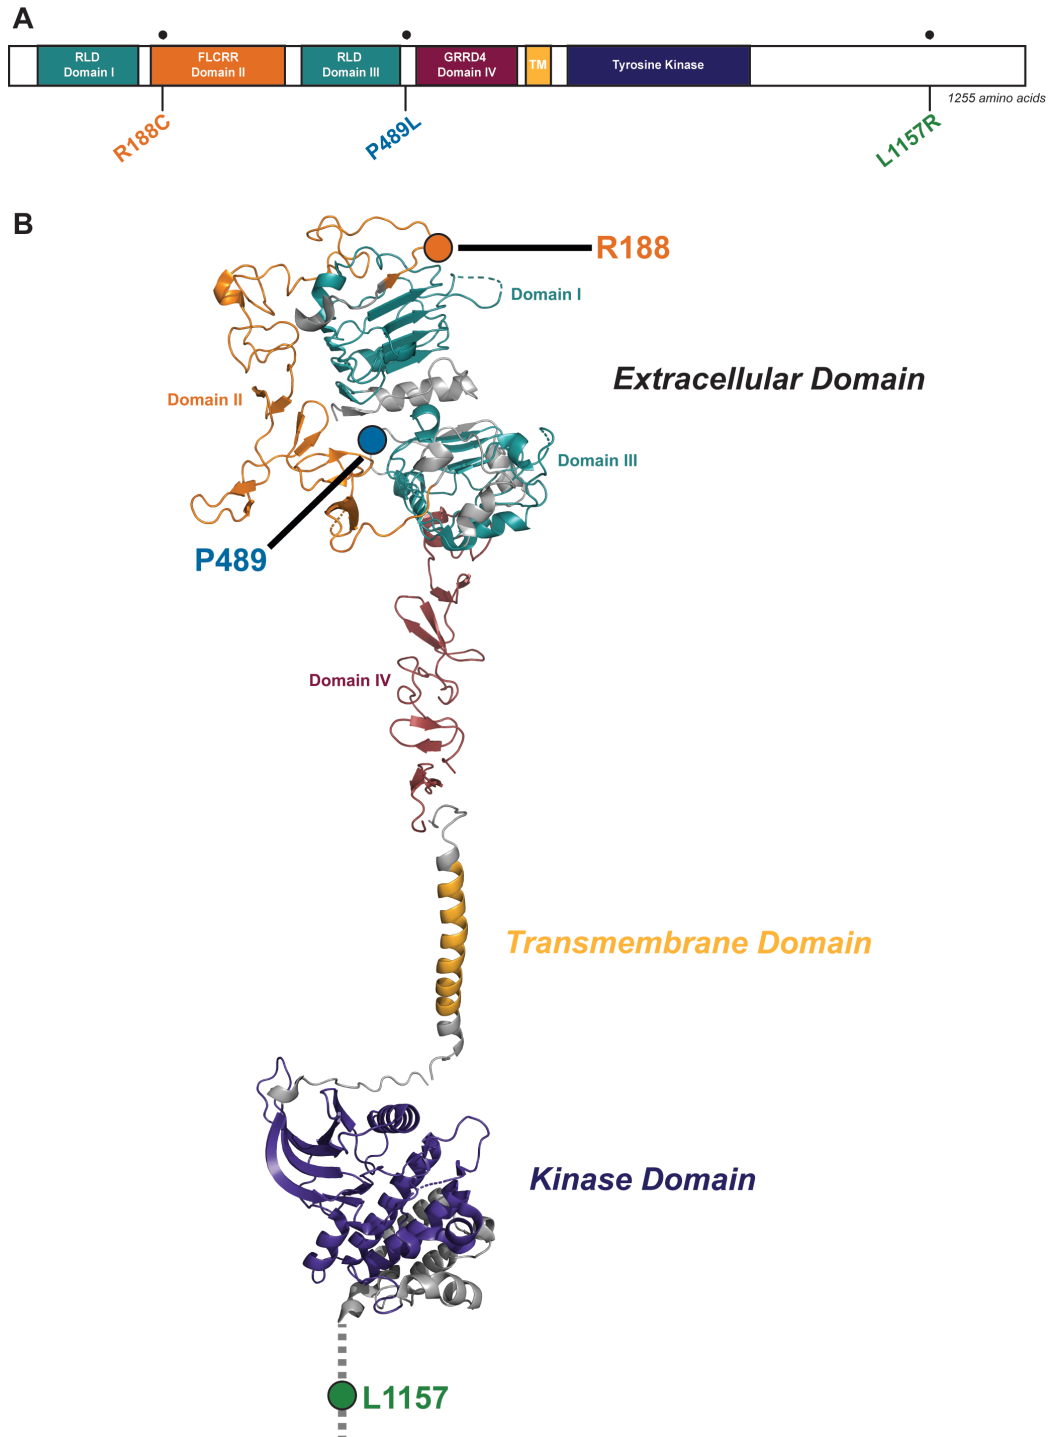 A
RLD
Domain I
FLCRR
Domain II
RLD
Domain III
GRRD4
Domain IV
TM
Tyrosine Kinase
1255 amino acids
R188C
P489L
L1157R
B
R188
Domain I
Extracellular Domain
Domain II
Domain III
P489
Domain IV
Transmembrane Domain
Kinase Domain
L1157